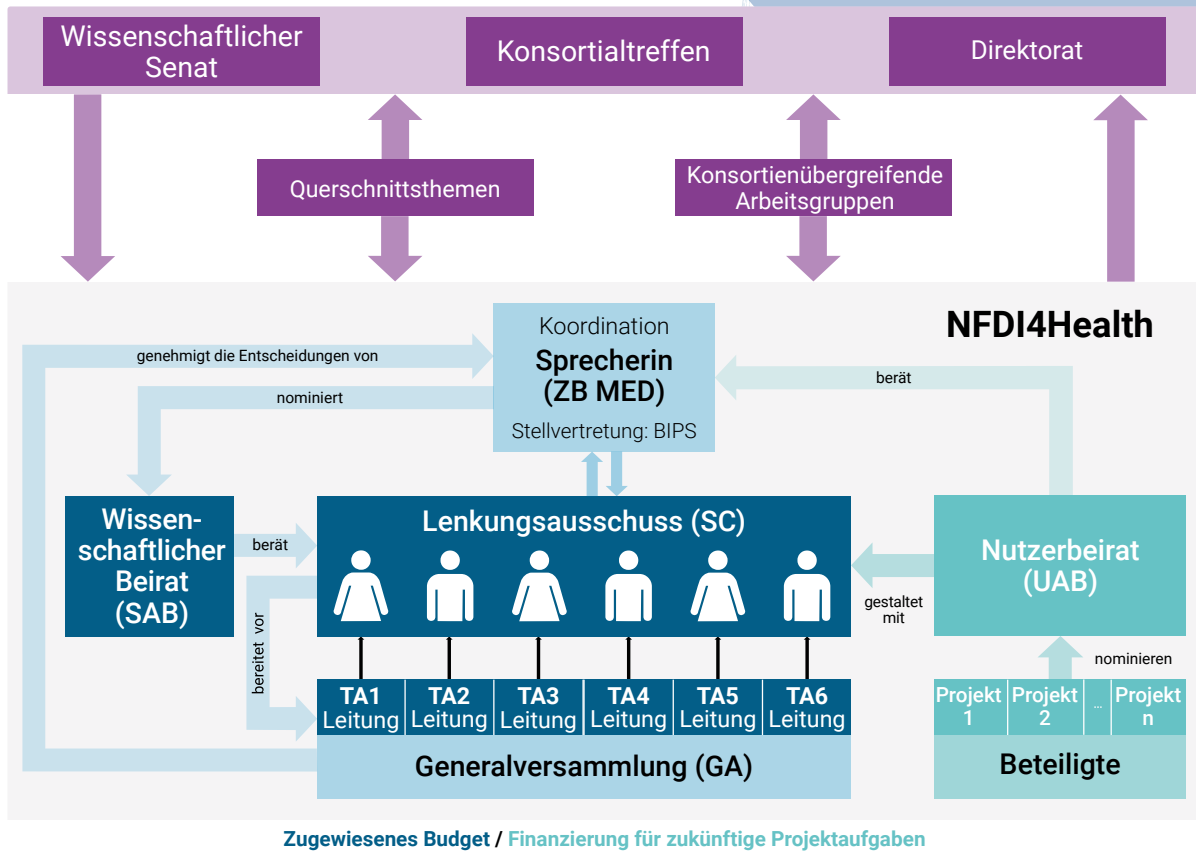 Wissenschaftlicher
Senat
Konsortialtreffen
Direktorat
Querschnittsthemen
Konsortienübergreifende
Arbeitsgruppen
NFDI4Health
Koordination
Sprecherin
(ZB MED)
Stellvertretung: BIPS
genehmigt die Entscheidungen von
nominiert
berät
Wissen-
schaftlicher
Beirat
(SAB)
berät
Lenkungsausschuss (SC)
Nutzerbeirat
(UAB)
gestaltet
mit
bereitet vor
nominieren
TA1
Leitung
TA2
Leitung
TA3
Leitung
TA4
Leitung
TA5
Leitung
TA6
Leitung
Generalversammlung (GA)
Projekt
1
Projekt
2
...
Projekt
n
Beteiligte
Zugewiesenes Budget / Finanzierung für zukünftige Projektaufgaben